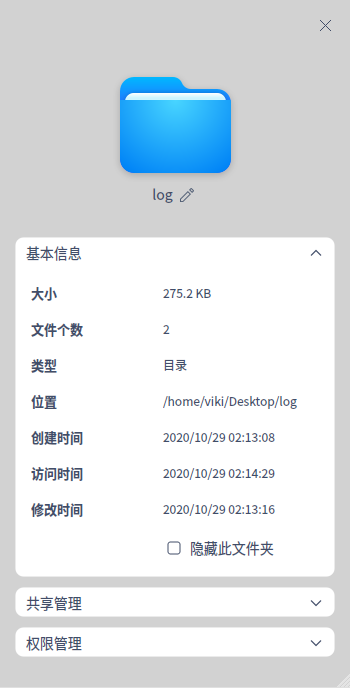 log
基本信息
大小 275.2 KB
文件个数 2
类型 目录
位置 /home/viki/Desktop/log
创建时间 2020/10/29 02:13:08
访问时间 2020/10/29 02:14:29
修改时间 2020/10/29 02:13:16
隐藏此文件夹
共享管理
权限管理